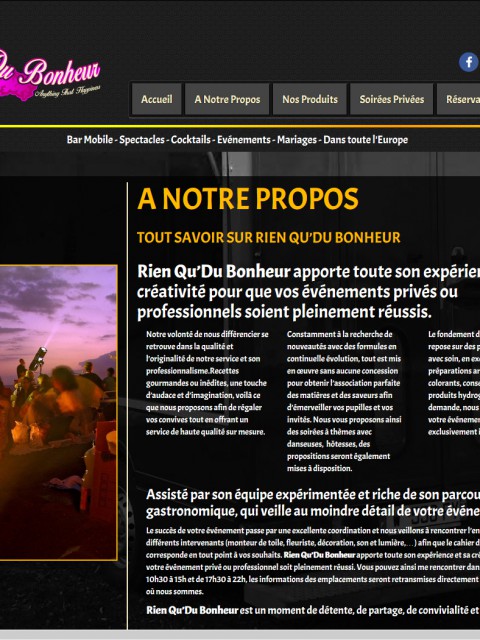 Du Bonheur
Anything That Happiness
Accueil
A Notre Propos
Nos Produits
Soirées Privées
Réserva
Bar Mobile - Spectacles - Cocktails - Evénements - Mariages - Dans toute l'Europe
A NOTRE PROPOS
TOUT SAVOIR SUR RIEN QU'DU BONHEUR
Rien Qu'Du Bonheur apporte toute son expérien
créativité pour que vos événements privés ou
professionnels soient pleinement réussis.
Notre volonté de nous différencier se
retrouve dans la qualité et
l'originalité de notre service et son
professionnalisme.Recettes
gourmandes ou inédites, une touche
d'audace et d'imagination, voilà ce
que nous proposons afin de régaler
vos convives tout en offrant un
service de haute qualité sur mesure.
Constamment à la recherche de
nouveautés avec des formules en
continuelle évolution, tout est mis
en œuvre sans aucune concession
pour obtenir l'association parfaite
des matières et des saveurs afin
d'émerveiller vos pupilles et vos
invités. Nous vous proposons ainsi
des soirées à thèmes avec
danseuses, hôtesses, des
propositions seront également
mises à disposition.
Le fondement d
repose sur des p
avec soin, en ex
préparations ar
colorants, conse
produits hydrog
demande, nous
votre événemen
exclusivement i
Assisté par son équipe expérimentée et riche de son parcou
gastronomique, qui veille au moindre détail de votre événe
Le succès de votre événement passe par une excellente coordination et nous veillons à rencontrer l'en
différents intervenants (monteur de toile, fleuriste, décoration, son et lumière,…) afin que le cahier d
corresponde en tout point à vos souhaits. Rien Qu'Du Bonheur apporte toute son expérience et sa cré
votre événement privé ou professionnel soit pleinement réussi. Vous pouvez ainsi me rencontrer dan
10h30 à 15h et de 17h30 à 22h, les informations des emplacements seront retransmises directement
où nous sommes.
Rien Qu'Du Bonheur est un moment de détente, de partage, de convivialité et